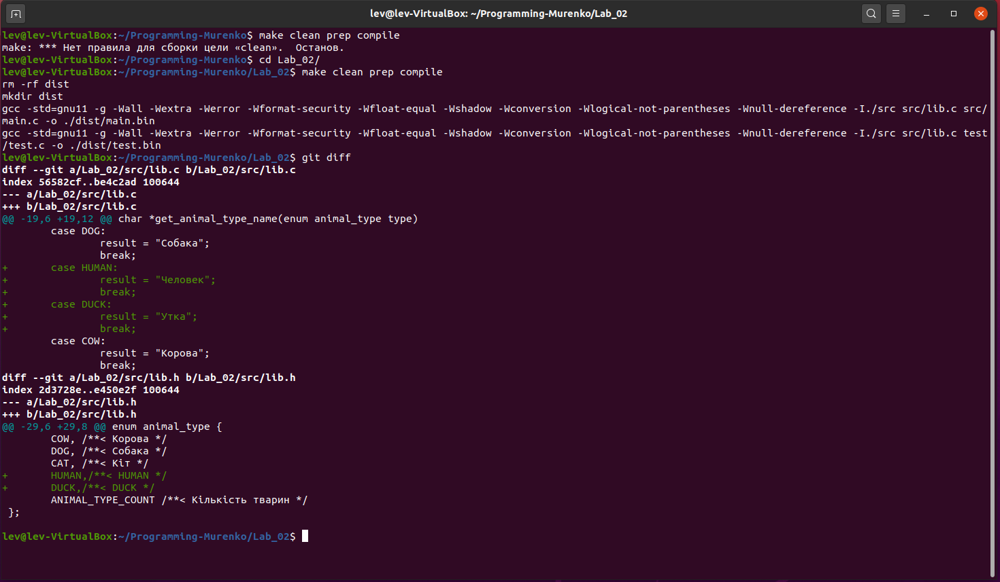 lev@lev-VirtualBox: ~/Programming-Murenko/Lab_02
lev@lev-VirtualBox:~/Programming-Murenko$ make clean prep compile
make: *** Нет правила для сборки цели «clean».  Останов.
lev@lev-VirtualBox:~/Programming-Murenko$ cd Lab_02/
lev@lev-VirtualBox:~/Programming-Murenko/Lab_02$ make clean prep compile
rm -rf dist
mkdir dist
gcc -std=gnu11 -g -Wall -Wextra -Werror -Wformat-security -Wfloat-equal -Wshadow -Wconversion -Wlogical-not-parentheses -Wnull-dereference -I./src src/lib.c src/
main.c -o ./dist/main.bin
gcc -std=gnu11 -g -Wall -Wextra -Werror -Wformat-security -Wfloat-equal -Wshadow -Wconversion -Wlogical-not-parentheses -Wnull-dereference -I./src src/lib.c test
/test.c -o ./dist/test.bin
lev@lev-VirtualBox:~/Programming-Murenko/Lab_02$ git diff
diff --git a/Lab_02/src/lib.c b/Lab_02/src/lib.c
index 56582cf..be4c2ad 100644
--- a/Lab_02/src/lib.c
+++ b/Lab_02/src/lib.c
@@ -19,6 +19,12 @@ char *get_animal_type_name(enum animal_type type)
        case DOG:
                result = "Собака";
                break;
+       case HUMAN:
+               result = "Человек";
+               break;
+       case DUCK:
+               result = "Утка";
+               break;
        case COW:
                result = "Корова";
                break;
diff --git a/Lab_02/src/lib.h b/Lab_02/src/lib.h
index 2d3728e..e450e2f 100644
--- a/Lab_02/src/lib.h
+++ b/Lab_02/src/lib.h
@@ -29,6 +29,8 @@ enum animal_type {
        COW, /**< Корова */
        DOG, /**< Собака */
        CAT, /**< Кіт */
+       HUMAN,/**< HUMAN */
+       DUCK,/**< DUCK */
        ANIMAL_TYPE_COUNT /**< Кількість тварин */
 };
lev@lev-VirtualBox:~/Programming-Murenko/Lab_02$